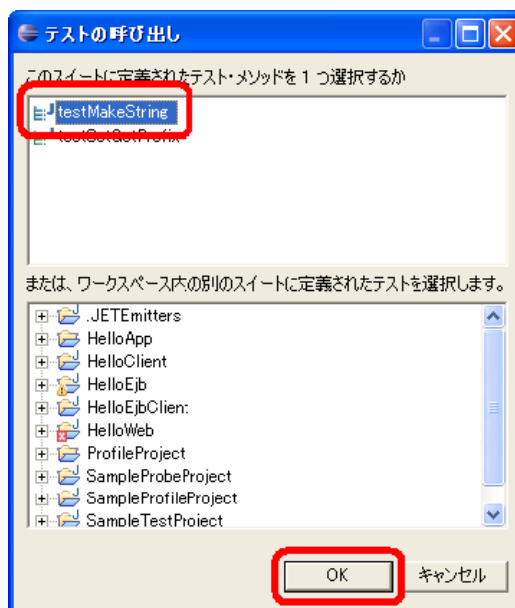 テストの呼び出し
このスイートに定義されたテスト・メソッドを 1 つ選択するか
testMakeString
testSetGetPrefix
または、ワークスペース内の別のスイートに定義されたテストを選択します。
.JETEmitters
HelloApp
HelloClient
HelloEjb
HelloEjbClient
HelloWeb
ProfileProject
SampleProbeProject
SampleProfileProject
SampleTestProject
OK
キャンセル